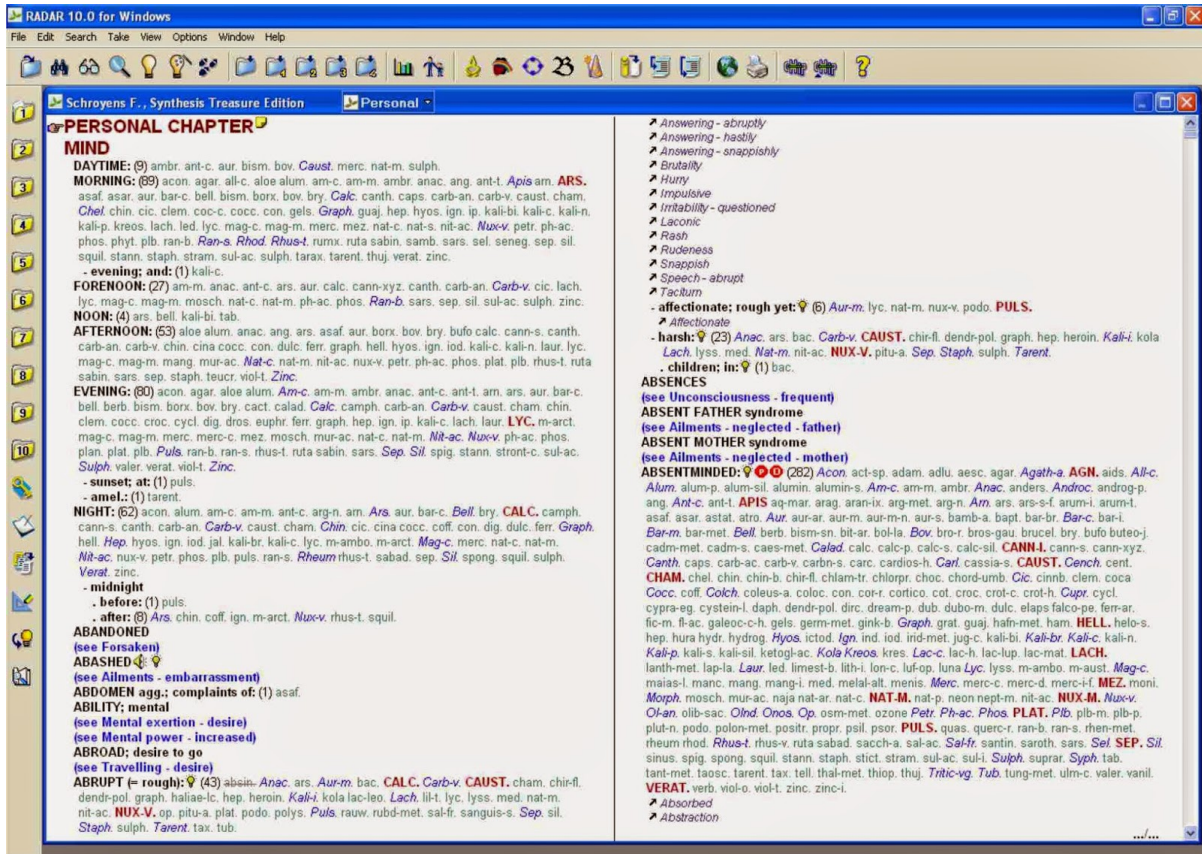 RADAR 10.0 for Windows
File Edit Search Take View Options Window Help
1
2
3
4
5
6
7
8
9
10
Schroyens F., Synthesis Treasure Edition
Personal
PERSONAL CHAPTER
MIND
DAYTIME: (9) ambr. ant-c. aur. bism. bov. Caust. merc. nat-m. sulph.
MORNING: (89) acon. agar. all-c. aloe alum. am-c. am-m. ambr. anac. ang. ant-t. Apis arn. ARS.
asaf. asar. aur. bar-c. bell. bism. borx. bov. bry. Calc. canth. caps. carb-an. carb-v. caust. cham.
Chel. chin. cic. clem. coc-c. cocc. con. gels. Graph. guaj. hep. hyos. ign. ip. kali-bi. kali-c. kali-n.
kali-p. kreos. lach. led. lyc. mag-c. mag-m. merc. mez. nat-c. nat-s. nit-ac. Nux-v. petr. ph-ac.
phos. phyt. plb. ran-b. Ran-s. Rhod. Rhus-t. rumx. ruta sabin. samb. sars. sel. seneg. sep. sil.
squil. stann. staph. stram. sul-ac. sulph. tarax. tarent. thuj. verat. zinc.
- evening; and: (1) kali-c.
FORENOON: (27) am-m. anac. ant-c. ars. aur. calc. cann-xyz. canth. carb-an. Carb-v. cic. lach.
lyc. mag-c. mag-m. mosch. nat-c. nat-m. ph-ac. phos. Ran-b. sars. sep. sil. sul-ac. sulph. zinc.
NOON: (4) ars. bell. kali-bi. tab.
AFTERNOON: (53) aloe alum. anac. ang. ars. asaf. aur. borx. bov. bry. bufo calc. cann-s. canth.
carb-an. carb-v. chin. cina cocc. con. dulc. ferr. graph. hell. hyos. ign. iod. kali-c. kali-n. laur. lyc.
mag-c. mag-m. mang. mur-ac. Nat-c. nat-m. nit-ac. nux-v. petr. ph-ac. phos. plat. plb. rhus-t. ruta
sabin. sars. sep. staph. teucr. viol-t. Zinc.
EVENING: (80) acon. agar. aloe alum. Am-c. am-m. ambr. anac. ant-c. ant-t. arn. ars. aur. bar-c.
bell. berb. bism. borx. bov. bry. cact. calad. Calc. camph. carb-an. Carb-v. caust. cham. chin.
clem. cocc. croc. cycl. dig. dros. euphr. ferr. graph. hep. ign. ip. kali-c. lach. laur. LYC. m-arct.
mag-c. mag-m. merc. merc-c. mez. mosch. mur-ac. nat-c. nat-m. Nit-ac. Nux-v. ph-ac. phos.
plan. plat. plb. Puls. ran-b. ran-s. rhus-t. ruta sabin. sars. Sep. Sil. spig. stann. stront-c. sul-ac.
Sulph. valer. verat. viol-t. Zinc.
- sunset; at: (1) puls.
- amel.: (1) tarent.
NIGHT: (62) acon. alum. am-c. am-m. ant-c. arg-n. arn. Ars. aur. bar-c. Bell. bry. CALC. camph.
cann-s. canth. carb-an. Carb-v. caust. cham. Chin. cic. cina cocc. coff. con. dig. dulc. ferr. Graph.
hell. Hep. hyos. ign. iod. jal. kali-br. kali-c. lyc. m-ambo. m-arct. Mag-c. merc. nat-c. nat-m.
Nit-ac. nux-v. petr. phos. plb. puls. ran-s. Rheum rhus-t. sabad. sep. Sil. spong. squil. sulph.
Verat. zinc.
- midnight
. before: (1) puls.
. after: (8) Ars. chin. coff. ign. m-arct. Nux-v. rhus-t. squil.
ABANDONED
(see Forsaken)
ABASHED
(see Ailments - embarrassment)
ABDOMEN agg.; complaints of: (1) asaf.
ABILITY; mental
(see Mental exertion - desire)
(see Mental power - increased)
ABROAD; desire to go
(see Travelling - desire)
ABRUPT (= rough): (43) absin. Anac. ars. Aur-m. bac. CALC. Carb-v. CAUST. cham. chir-fl.
dendr-pol. graph. haliae-lc. hep. heroin. Kali-i. kola lac-leo. Lach. lil-t. lyc. lyss. med. nat-m.
nit-ac. NUX-V. op. pitu-a. plat. podo. polys. Puls. rauw. rubd-met. sal-fr. sanguis-s. Sep. sil.
Staph. sulph. Tarent. tax. tub.
Answering - abruptly
Answering - hastily
Answering - snappishly
Brutality
Hurry
Impulsive
Irritability - questioned
Laconic
Rash
Rudeness
Snappish
Speech - abrupt
Taciturn
- affectionate; rough yet: (6) Aur-m. lyc. nat-m. nux-v. podo. PULS.
Affectionate
- harsh: (23) Anac. ars. bac. Carb-v. CAUST. chir-fl. dendr-pol. graph. hep. heroin. Kali-i. kola
Lach. lyss. med. Nat-m. nit-ac. NUX-V. pitu-a. Sep. Staph. sulph. Tarent.
. children; in: (1) bac.
ABSENCES
(see Unconsciousness - frequent)
ABSENT FATHER syndrome
(see Ailments - neglected - father)
ABSENT MOTHER syndrome
(see Ailments - neglected - mother)
ABSENTMINDED: (282) Acon. act-sp. adam. adlu. aesc. agar. Agath-a. AGN. aids. All-c.
Alum. alum-p. alum-sil. alumin. alumin-s. Am-c. am-m. ambr. Anac. anders. Androc. androg-p.
ang. Ant-c. ant-t. APIS aq-mar. arag. aran-ix. arg-met. arg-n. Arn. ars. ars-s-f. arum-i. arum-t.
asaf. asar. astat. atro. Aur. aur-ar. aur-m. aur-m-n. aur-s. bamb-a. bapt. bar-br. Bar-c. bar-i.
Bar-m. bar-met. Bell. berb. bism-sn. bit-ar. bol-la. Bov. br-r. bros-gau. brucel. bry. bufo buteo-j.
cadm-met. cadm-s. caes-met. Calad. calc. calc-p. calc-s. calc-sil. CANN-I. cann-s. cann-xyz.
Canth. caps. carb-ac. carb-v. carbn-s. carc. cardios-h. Carl. cassia-s. CAUST. Cench. cent.
CHAM. chel. chin. chin-b. chir-fl. chlam-tr. chlorpr. choc. chord-umb. Cic. cinnb. clem. coca
Cocc. coff. Colch. coleus-a. coloc. con. cor-r. cortico. cot. croc. crot-c. crot-h. Cupr. cycl.
cypra-eg. cystein-l. daph. dendr-pol. dirc. dream-p. dub. dubo-m. dulc. elaps falco-pe. ferr-ar.
fic-m. fl-ac. galeoc-c-h. gels. germ-met. gink-b. Graph. grat. guaj. hafn-met. ham. HELL. helo-s.
hep. hura hydr. hydrog. Hyos. ictod. Ign. ind. iod. irid-met. jug-c. kali-bi. Kali-br. Kali-c. kali-n.
Kali-p. kali-s. kali-sil. ketogl-ac. Kola Kreos. kres. Lac-c. lac-h. lac-lup. lac-mat. LACH.
lanth-met. lap-la. Laur. led. limest-b. lith-i. lon-c. luf-op. luna Lyc. lyss. m-ambo. m-aust. Mag-c.
maias-l. manc. mang. mang-i. med. melal-alt. menis. Merc. merc-c. merc-d. merc-i-f. MEZ. moni.
Morph. mosch. mur-ac. naja nat-ar. nat-c. NAT-M. nat-p. neon nept-m. nit-ac. NUX-M. Nux-v.
Ol-an. olib-sac. Olnd. Onos. Op. osm-met. ozone Petr. Ph-ac. Phos. PLAT. Plb. plb-m. plb-p.
plut-n. podo. polon-met. positr. propr. psil. psor. PULS. quas. querc-r. ran-b. ran-s. rhen-met.
rheum rhod. Rhus-t. rhus-v. ruta sabad. sacch-a. sal-ac. Sal-fr. santin. saroth. sars. Sel. SEP. Sil.
sinus. spig. spong. squil. stann. staph. stict. stram. sul-ac. sul-i. Sulph. suprar. Syph. tab.
tant-met. taosc. tarent. tax. tell. thal-met. thiop. thuj. Tritic-vg. Tub. tung-met. ulm-c. valer. vanil.
VERAT. verb. viol-o. viol-t. zinc. zinc-i.
Absorbed
Abstraction
.../...